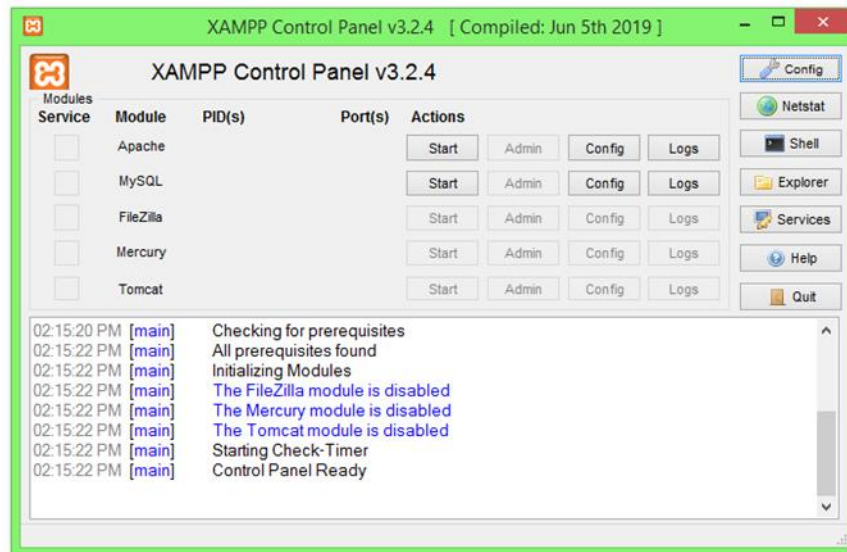 XAMPP Control Panel v3.2.4 [ Compiled: Jun 5th 2019 ]
XAMPP Control Panel v3.2.4
Config
Modules
Service Module PID(s) Port(s) Actions
Netstat
Apache Start Admin Config Logs
Shell
MySQL Start Admin Config Logs
Explorer
FileZilla Start Admin Config Logs
Services
Mercury Start Admin Config Logs
Help
Tomcat Start Admin Config Logs
Quit
02:15:20 PM [main] Checking for prerequisites
02:15:22 PM [main] All prerequisites found
02:15:22 PM [main] Initializing Modules
02:15:22 PM [main] The FileZilla module is disabled
02:15:22 PM [main] The Mercury module is disabled
02:15:22 PM [main] The Tomcat module is disabled
02:15:22 PM [main] Starting Check-Timer
02:15:22 PM [main] Control Panel Ready